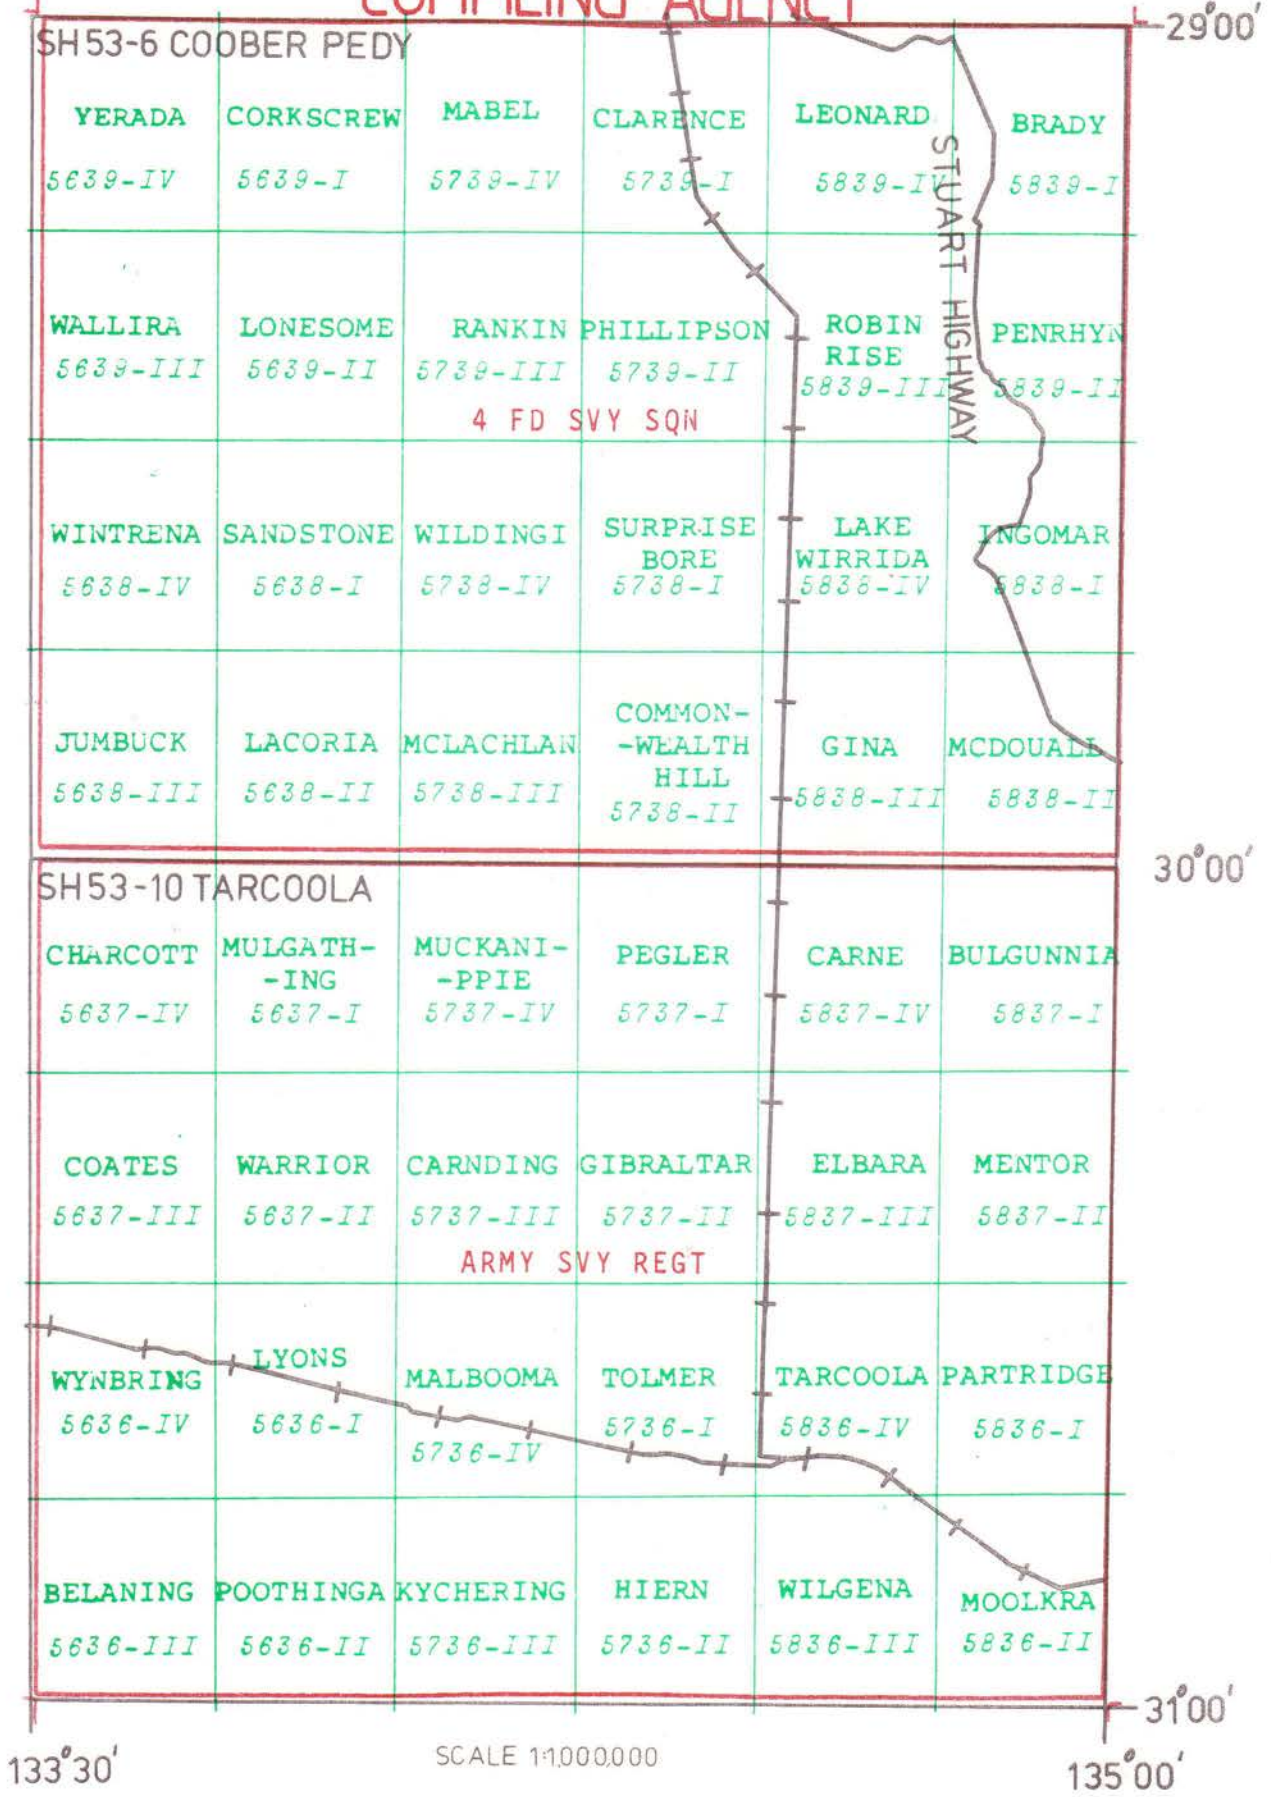 COMPILING AGENCY
29°00'
SH53-6 COOBER PEDY
YERADA
5639-IV
CORKSCREW
5639-I
MABEL
5739-IV
CLARENCE
5739-I
LEONARD
5839-IV
BRADY
5839-I
STUART HIGHWAY
WALLIRA
5639-III
LONESOME
5639-II
RANKIN
5739-III
PHILLIPSON
5739-II
ROBIN
RISE
5839-III
PENRHYN
5839-II
4 FD SVY SQN
WINTRENA
5638-IV
SANDSTONE
5638-I
WILDINGI
5738-IV
SURPRISE
BORE
5738-I
LAKE
WIRRIDA
5838-IV
INGOMAR
5838-I
JUMBUCK
5638-III
LACORIA
5638-II
MCLACHLAN
5738-III
COMMON-
-WEALTH
HILL
5738-II
GINA
5838-III
MCDOUALL
5838-II
30°00'
SH53-10 TARCOOLA
CHARCOTT
5637-IV
MULGATH-
-ING
5637-I
MUCKANI-
-PPIE
5737-IV
PEGLER
5737-I
CARNE
5837-IV
BULGUNNIA
5837-I
COATES
5637-III
WARRIOR
5637-II
CARNDING
5737-III
GIBRALTAR
5737-II
ELBARA
5837-III
MENTOR
5837-II
ARMY SVY REGT
WYNBRING
5636-IV
LYONS
5636-I
MALBOOMA
5736-IV
TOLMER
5736-I
TARCOOLA
5836-IV
PARTRIDGE
5836-I
BELANING
5636-III
POOTHINGA
5636-II
KYCHERING
5736-III
HIERN
5736-II
WILGENA
5836-III
MOOLKRA
5836-II
31°00'
133°30'
SCALE 1:1,000,000
135°00'